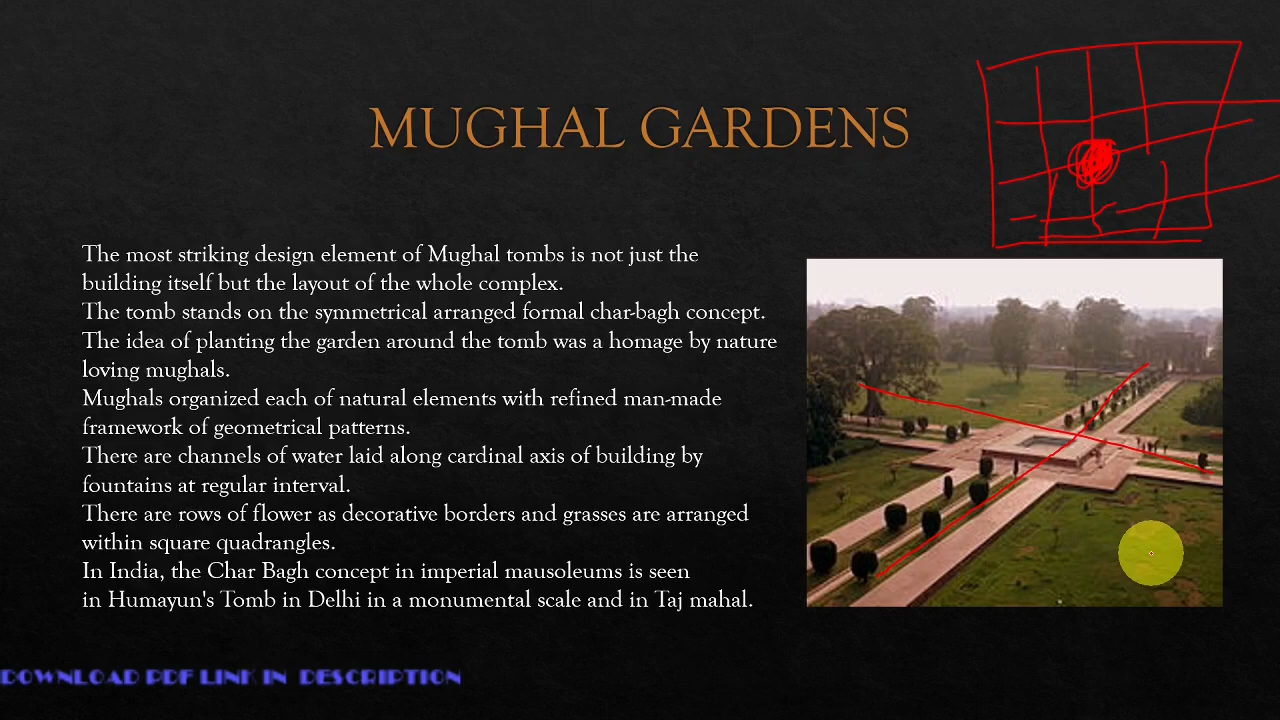 MUGHAL GARDENS
The most striking design element of Mughal tombs is not just the
building itself but the layout of the whole complex.
The tomb stands on the symmetrical arranged formal char-bagh concept.
The idea of planting the garden around the tomb was a homage by nature
loving mughals.
Mughals organized each of natural elements with refined man-made
framework of geometrical patterns.
There are channels of water laid along cardinal axis of building by
fountains at regular interval.
There are rows of flower as decorative borders and grasses are arranged
within square quadrangles.
In India, the Char Bagh concept in imperial mausoleums is seen
in Humayun's Tomb in Delhi in a monumental scale and in Taj mahal.
DOWNLOAD PDF LINK IN DESCRIPTION